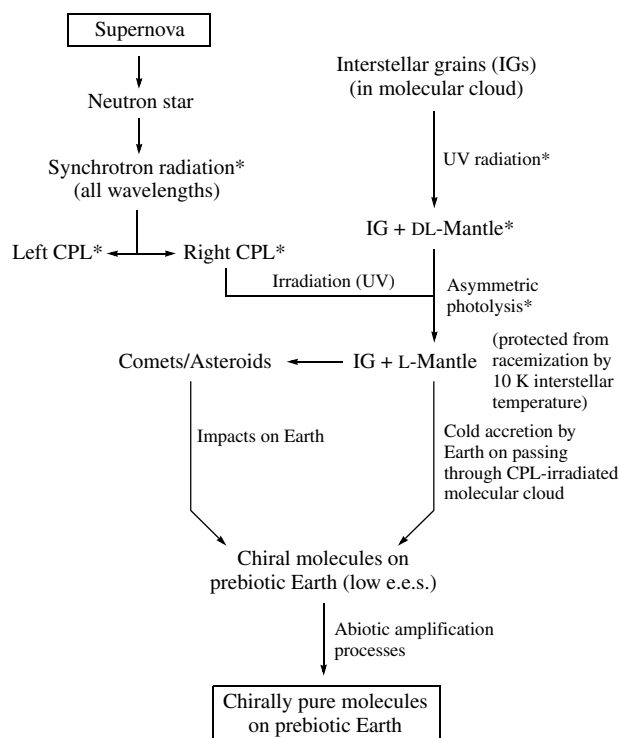 Supernova
Neutron star
Synchrotron radiation*
(all wavelengths)
Left CPL*
Right CPL*
Interstellar grains (IGs)
(in molecular cloud)
UV radiation*
IG + DL-Mantle*
Irradiation (UV)
Asymmetric
photolysis*
Comets/Asteroids
IG + L-Mantle
(protected from
racemization by
10 K interstellar
temperature)
Impacts on Earth
Cold accretion by
Earth on passing
through CPL-irradiated
molecular cloud
Chiral molecules on
prebiotic Earth (low e.e.s.)
Abiotic amplification
processes
Chirally pure molecules
on prebiotic Earth